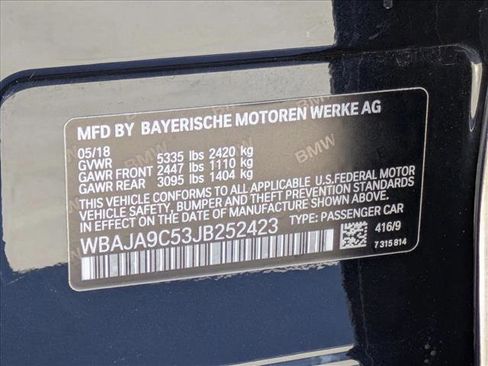 MFD BY BAYERISCHE MOTOREN WERKE AG
05/18
GVWR 5335 lbs 2420 kg
GAWR FRONT 2447 lbs 1110 kg
GAWR REAR 3095 lbs 1404 kg
THIS VEHICLE CONFORMS TO ALL APPLICABLE U.S.FEDERAL MOTOR
VEHICLE SAFETY, BUMPER AND THEFT PREVENTION STANDARDS
IN EFFECT ON THE DATE OF MANUFACTURE SHOWN ABOVE.
WBAJA9C53JB252423 TYPE: PASSENGER CAR
416/9
7 315 814
BMW